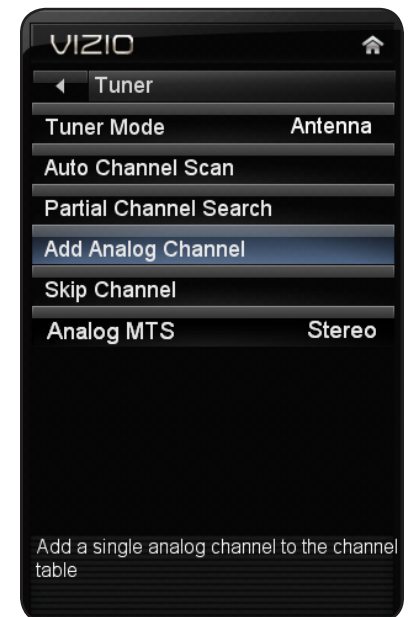 VIZIO
Tuner
Tuner Mode Antenna
Auto Channel Scan
Partial Channel Search
Add Analog Channel
Skip Channel
Analog MTS Stereo
Add a single analog channel to the channel
table